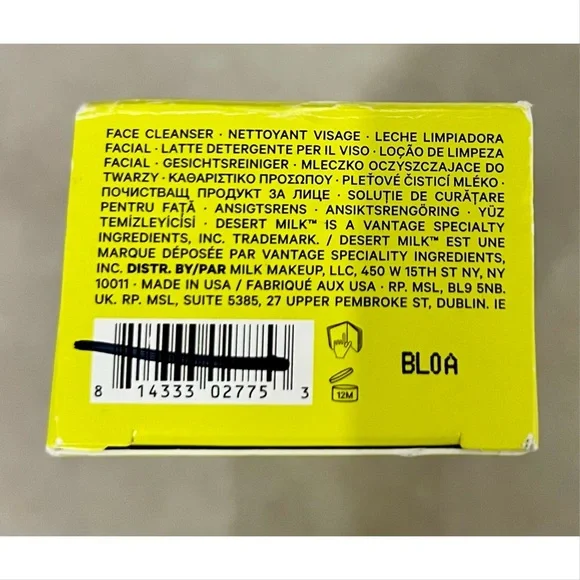 FACE CLEANSER · NETTOYANT VISAGE · LECHE LIMPIADORA
FACIAL · LATTE DETERGENTE PER IL VISO · LOÇÃO DE LIMPEZA
FACIAL · GESICHTSREINIGER · MLECZKO OCZYSZCZAJACE DO
TWARZY · ΚΑΘΑΡΙΣΤΙΚΟ ΠΡΟΣΩΠΟΥ · PLEŤOVÉ ČISTICÍ MLÉKO ·
ПОЧИСТВАЩ ПРОДУКТ ЗА ЛИЦЕ · SOLUȚIE DE CURĂȚARE
PENTRU FAȚĂ · ANSIGTSRENS · ANSIKTSRENGÖRING · YÜZ
TEMİZLEYİCİSİ · DESERT MILK™ IS A VANTAGE SPECIALTY
INGREDIENTS, INC. TRADEMARK. / DESERT MILK™ EST UNE
MARQUE DÉPOSÉE PAR VANTAGE SPECIALITY INGREDIENTS,
INC. DISTR. BY/PAR MILK MAKEUP, LLC, 450 W 15TH ST NY, NY
10011 · MADE IN USA / FABRIQUÉ AUX USA · RP. MSL, BL9 5NB.
UK. RP. MSL, SUITE 5385, 27 UPPER PEMBROKE ST, DUBLIN. IE
8 14333 02775 3
12M
BL0A